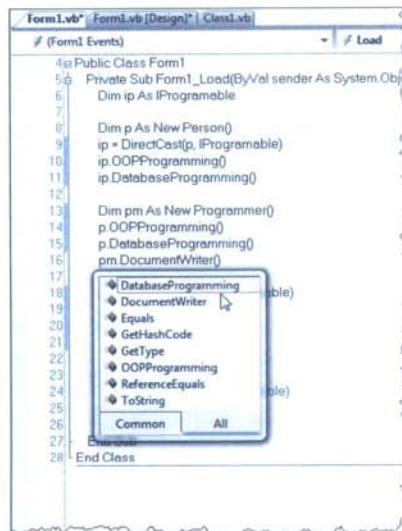 Form1.vb* Form1.vb [Design]* Class1.vb
(Form1 Events) Load
4 Public Class Form1
5 Private Sub Form1_Load(ByVal sender As System.Obj
6 Dim ip As IProgramable
7
8 Dim p As New Person()
9 ip = DirectCast(p, IProgramable)
10 ip.OOPProgramming()
11 ip.DatabaseProgramming()
12
13 Dim pm As New Programmer()
14 p.OOPProgramming()
15 p.DatabaseProgramming()
16 pm.DocumentWriter()
17
DatabaseProgramming
18 able)
DocumentWriter
19
Equals
20
GetHashCode
21
GetType
22
OOPProgramming
23
ReferenceEquals
24 ble)
ToString
25
26
Common All
27 End Sub
28 End Class